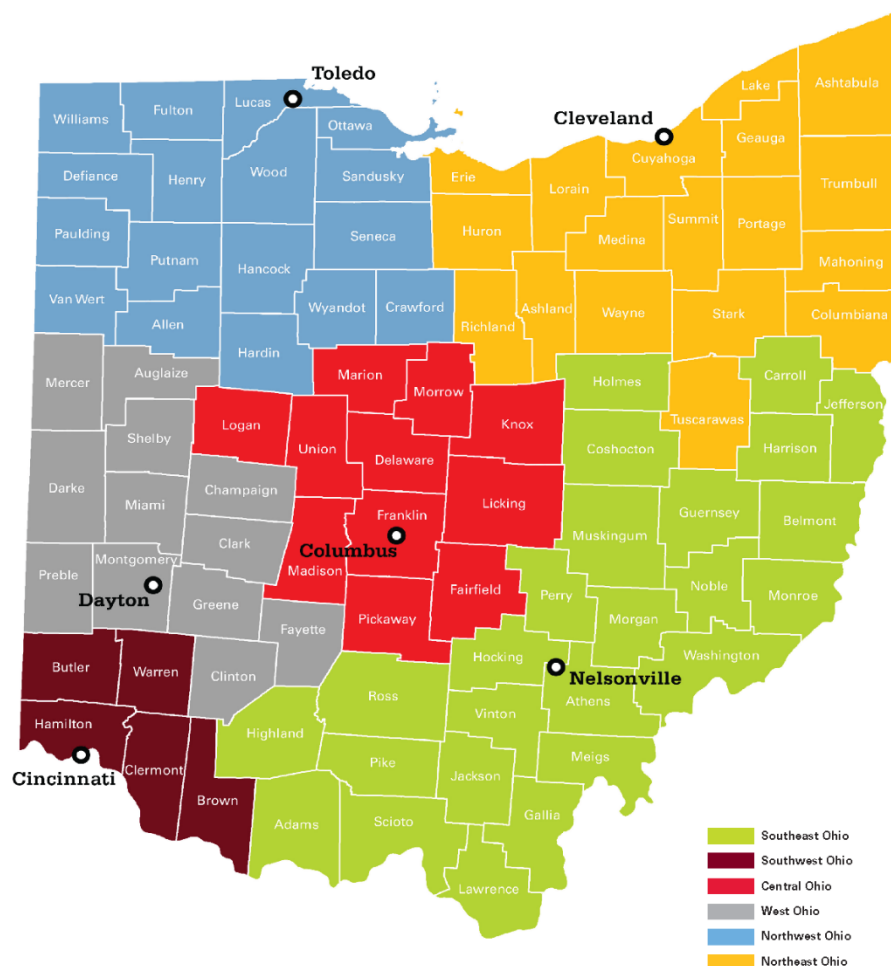 Toledo
Cleveland
Williams
Fulton
Lucas
Ottawa
Lake
Ashtabula
Geauga
Cuyahoga
Defiance
Henry
Wood
Sandusky
Erie
Lorain
Trumbull
Paulding
Putnam
Hancock
Seneca
Huron
Medina
Summit
Portage
Mahoning
Van Wert
Allen
Wyandot
Crawford
Richland
Ashland
Wayne
Stark
Columbiana
Hardin
Mercer
Auglaize
Marion
Morrow
Holmes
Carroll
Jefferson
Tuscarawas
Logan
Union
Knox
Shelby
Delaware
Coshocton
Harrison
Champaign
Darke
Miami
Licking
Franklin
Guernsey
Belmont
Muskingum
Clark
Columbus
Montgomery
Preble
Madison
Fairfield
Noble
Monroe
Dayton
Greene
Perry
Morgan
Fayette
Pickaway
Washington
Butler
Warren
Clinton
Hocking
Nelsonville
Ross
Athens
Hamilton
Highland
Vinton
Cincinnati
Clermont
Pike
Meigs
Jackson
Brown
Adams
Scioto
Gallia
Lawrence
Southeast Ohio
Southwest Ohio
Central Ohio
West Ohio
Northwest Ohio
Northeast Ohio